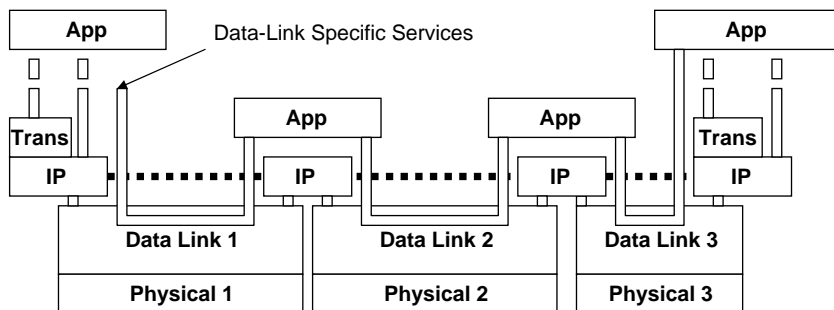 App
Data-Link Specific Services
App
App
App
Trans
Trans
IP
IP
IP
IP
Data Link 1
Data Link 2
Data Link 3
Physical 1
Physical 2
Physical 3